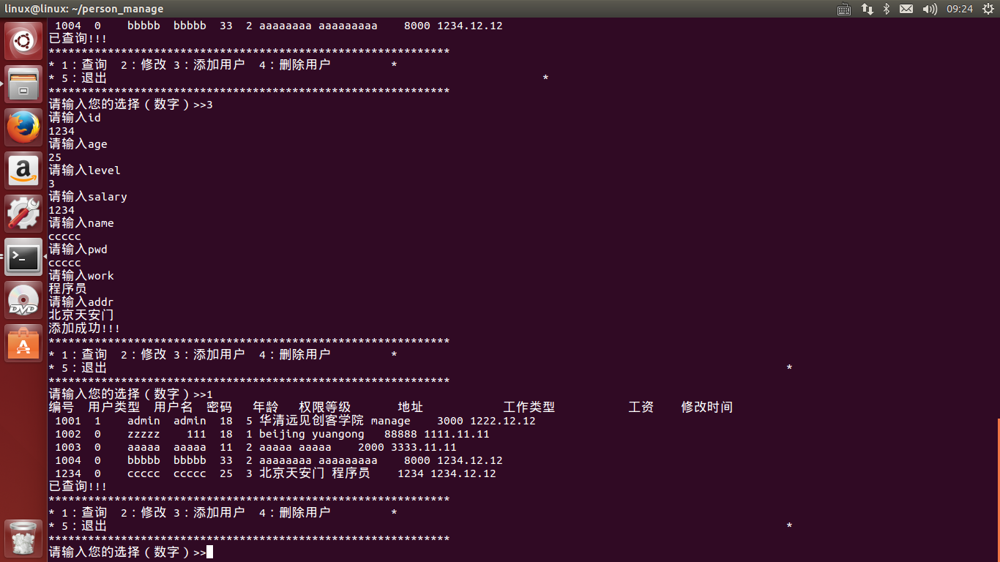 linux@linux: ~/person_manage 09:24
1004 0 bbbbb bbbbb 33 2 aaaaaaaa aaaaaaaaa 8000 1234.12.12
已查询!!!
*************************************************************
* 1：查询 2：修改 3：添加用户 4：删除用户 *
* 5：退出 *
*************************************************************
请输入您的选择（数字）>>3
请输入id
1234
请输入age
25
请输入level
3
请输入salary
1234
请输入name
ccccc
请输入pwd
ccccc
请输入work
程序员
请输入addr
北京天安门
添加成功!!!
*************************************************************
* 1：查询 2：修改 3：添加用户 4：删除用户 *
* 5：退出 *
*************************************************************
请输入您的选择（数字）>>1
编号 用户类型 用户名 密码 年龄 权限等级 地址 工作类型 工资 修改时间
1001 1 admin admin 18 5 华清远见创客学院 manage 3000 1222.12.12
1002 0 zzzzz 111 18 1 beijing yuangong 88888 1111.11.11
1003 0 aaaaa aaaaa 11 2 aaaaa aaaaa 2000 3333.11.11
1004 0 bbbbb bbbbb 33 2 aaaaaaaa aaaaaaaaa 8000 1234.12.12
1234 0 ccccc ccccc 25 3 北京天安门 程序员 1234 1234.12.12
已查询!!!
*************************************************************
* 1：查询 2：修改 3：添加用户 4：删除用户 *
* 5：退出 *
*************************************************************
请输入您的选择（数字）>>
a
>_
DVD
A